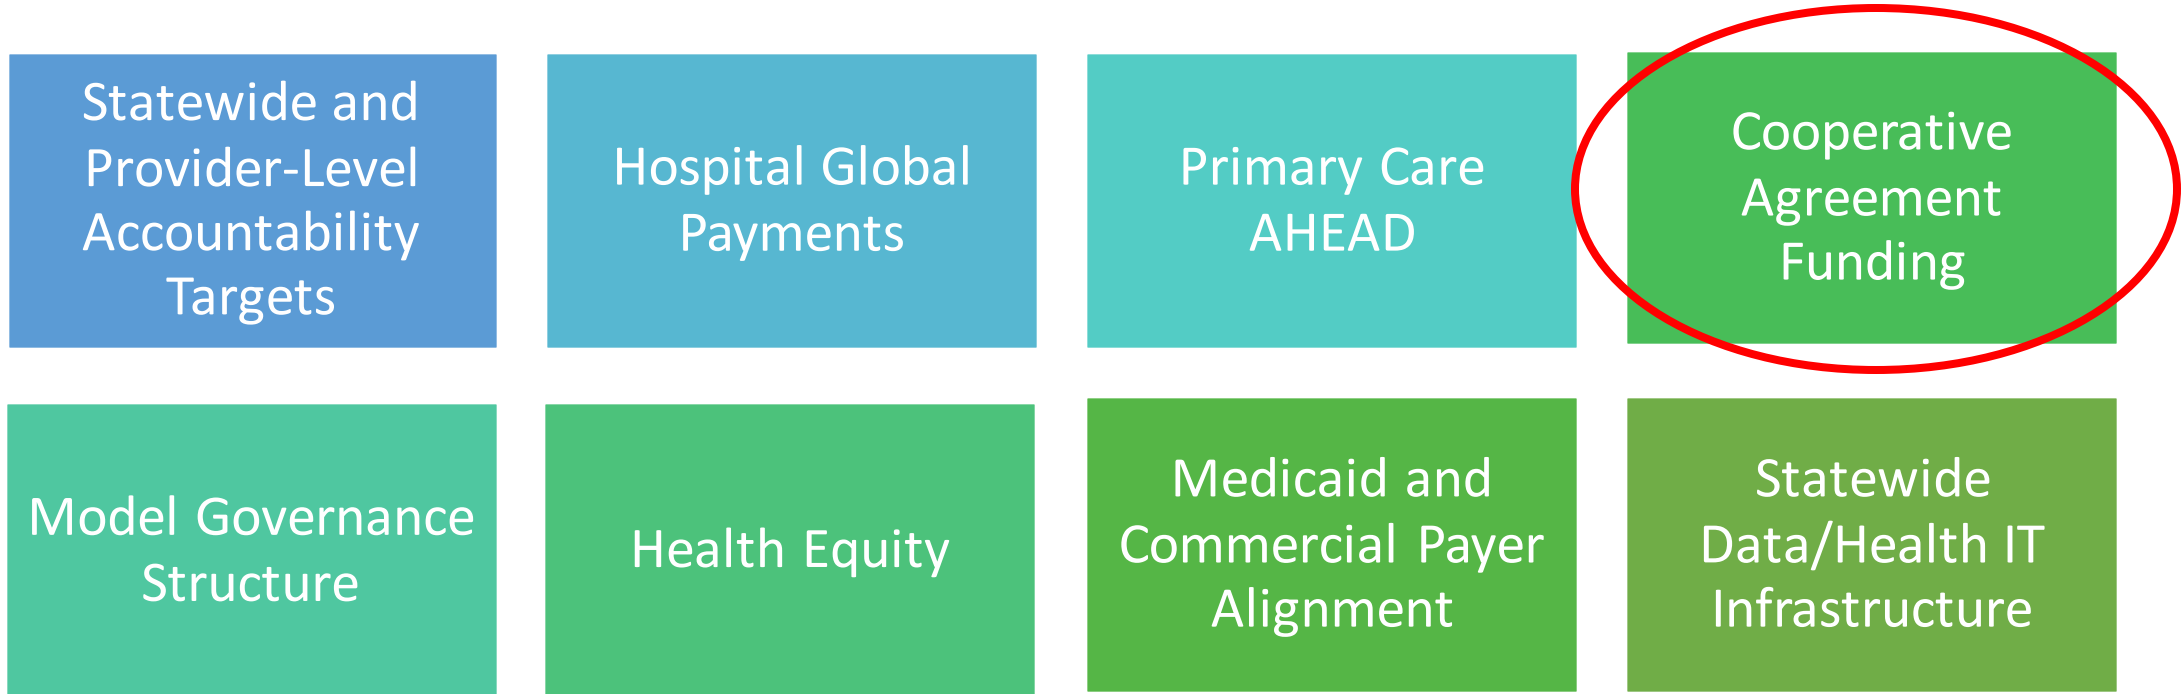 Statewide and
Provider-Level
Accountability
Targets
Hospital Global
Payments
Primary Care
AHEAD
Cooperative
Agreement
Funding
Model Governance
Structure
Health Equity
Medicaid and
Commercial Payer
Alignment
Statewide
Data/Health IT
Infrastructure